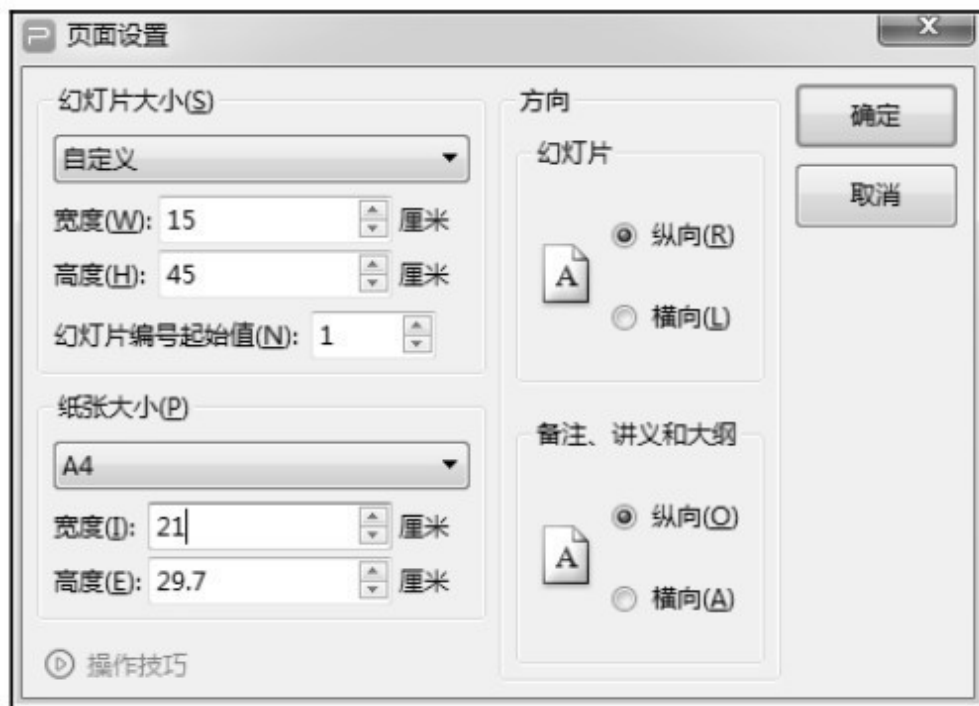 页面设置
幻灯片大小(S)
自定义
宽度(W): 15 厘米
高度(H): 45 厘米
幻灯片编号起始值(N): 1
纸张大小(P)
A4
宽度(I): 21 厘米
高度(E): 29.7 厘米
操作技巧
方向
幻灯片
A
纵向(R)
横向(L)
备注、讲义和大纲
A
纵向(O)
横向(A)
确定
取消